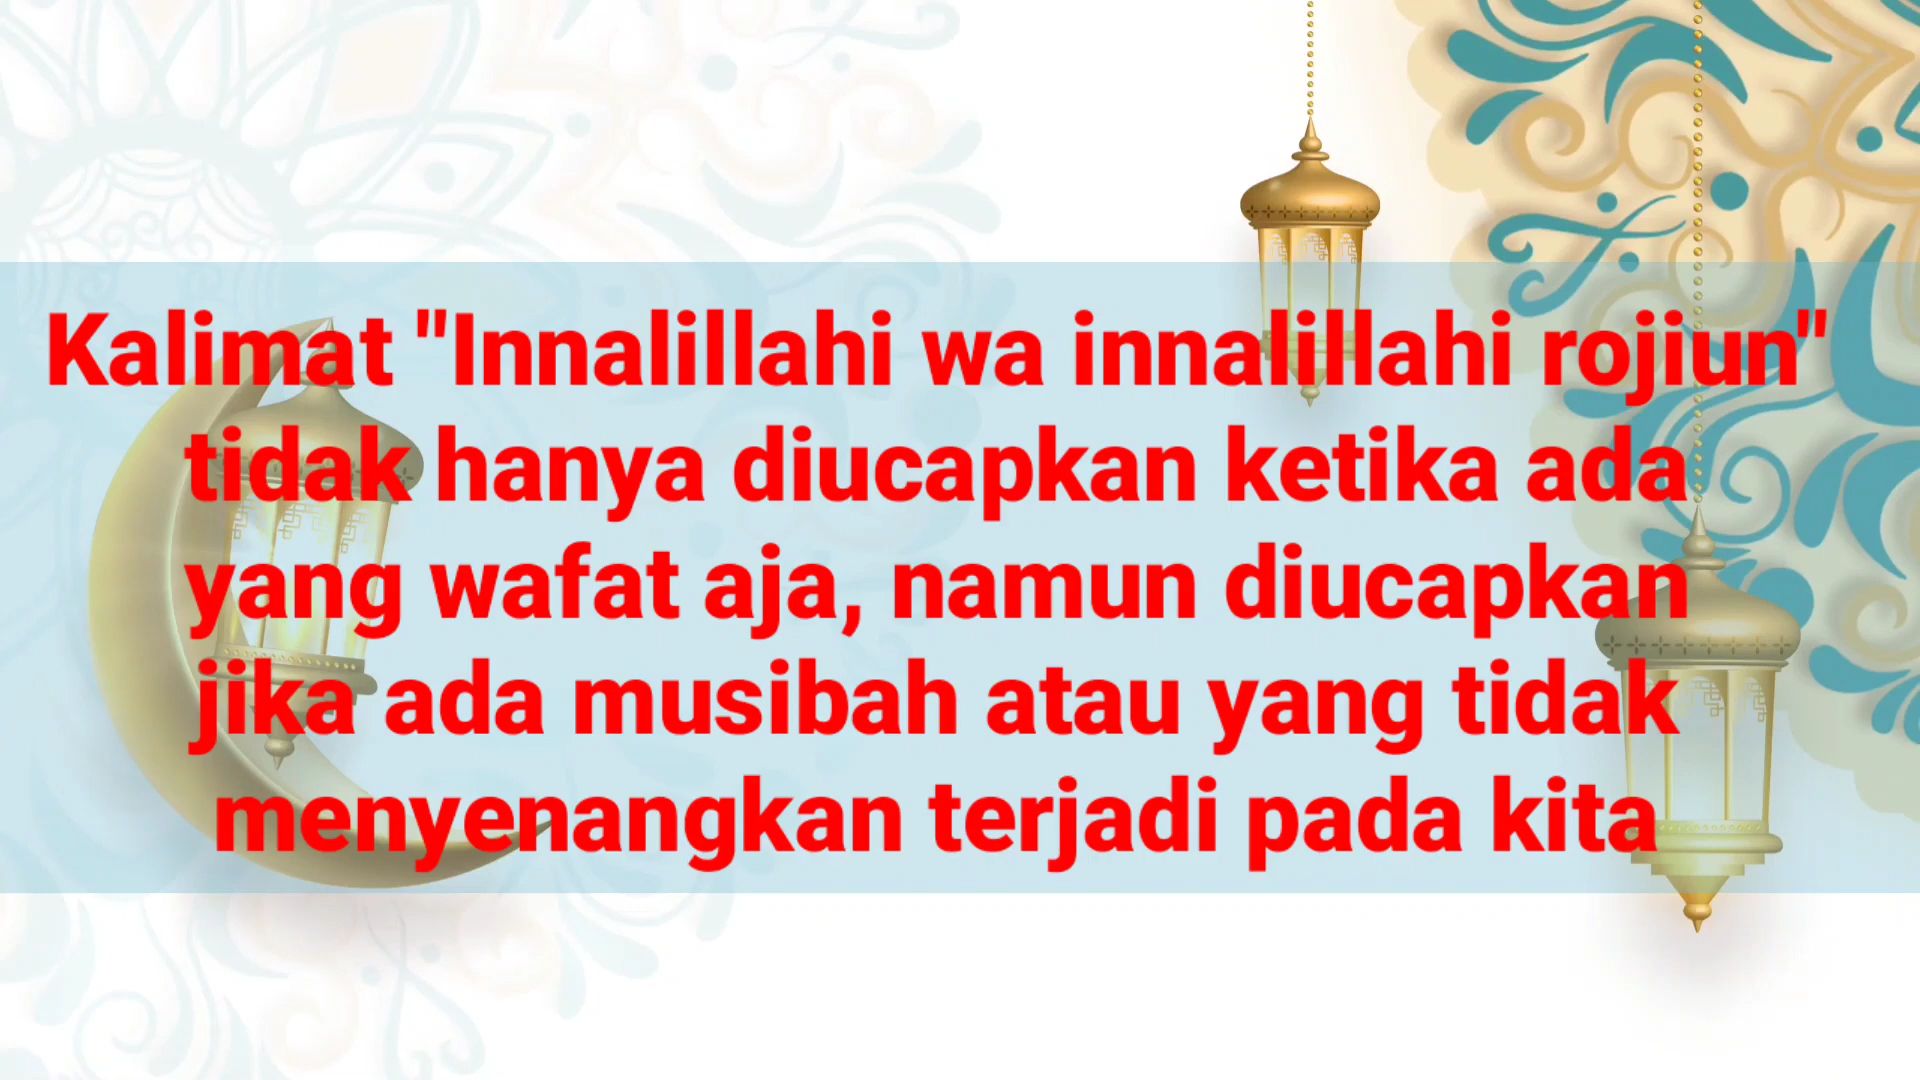 Kalimat "Innalillahi wa innalillahi rojiun"
tidak hanya diucapkan ketika ada
yang wafat aja, namun diucapkan
jika ada musibah atau yang tidak
menyenangkan terjadi pada kita